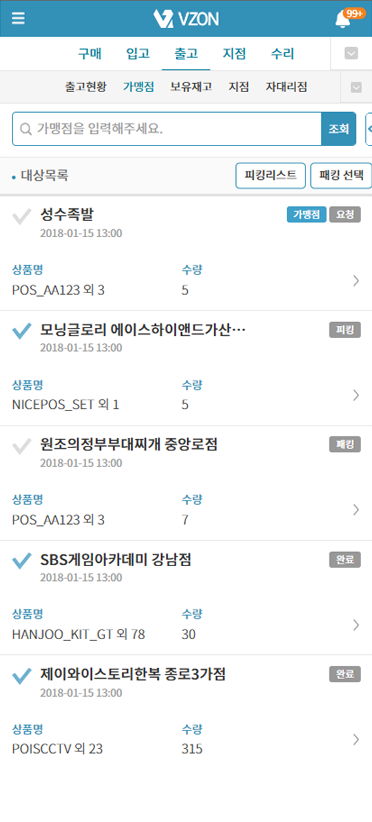 VZON
99+
구매 입고 출고 지점 수리
출고현황 가맹점 보유재고 지점 자대리점
가맹점을 입력해주세요. 조회
대상목록 피킹리스트 패킹 선택
성수족발 가맹점 요청
2018-01-15 13:00
상품명 수량
POS_AA123 외 3 5
모닝글로리 에이스하이앤드가산… 피킹
2018-01-15 13:00
상품명 수량
NICEPOS_SET 외 1 5
원조의정부부대찌개 중앙로점 패킹
2018-01-15 13:00
상품명 수량
POS_AA123 외 3 7
SBS게임아카데미 강남점 완료
2018-01-15 13:00
상품명 수량
HANJOO_KIT_GT 외 78 30
제이와이스토리한복 종로3가점 완료
2018-01-15 13:00
상품명 수량
POISCCTV 외 23 315